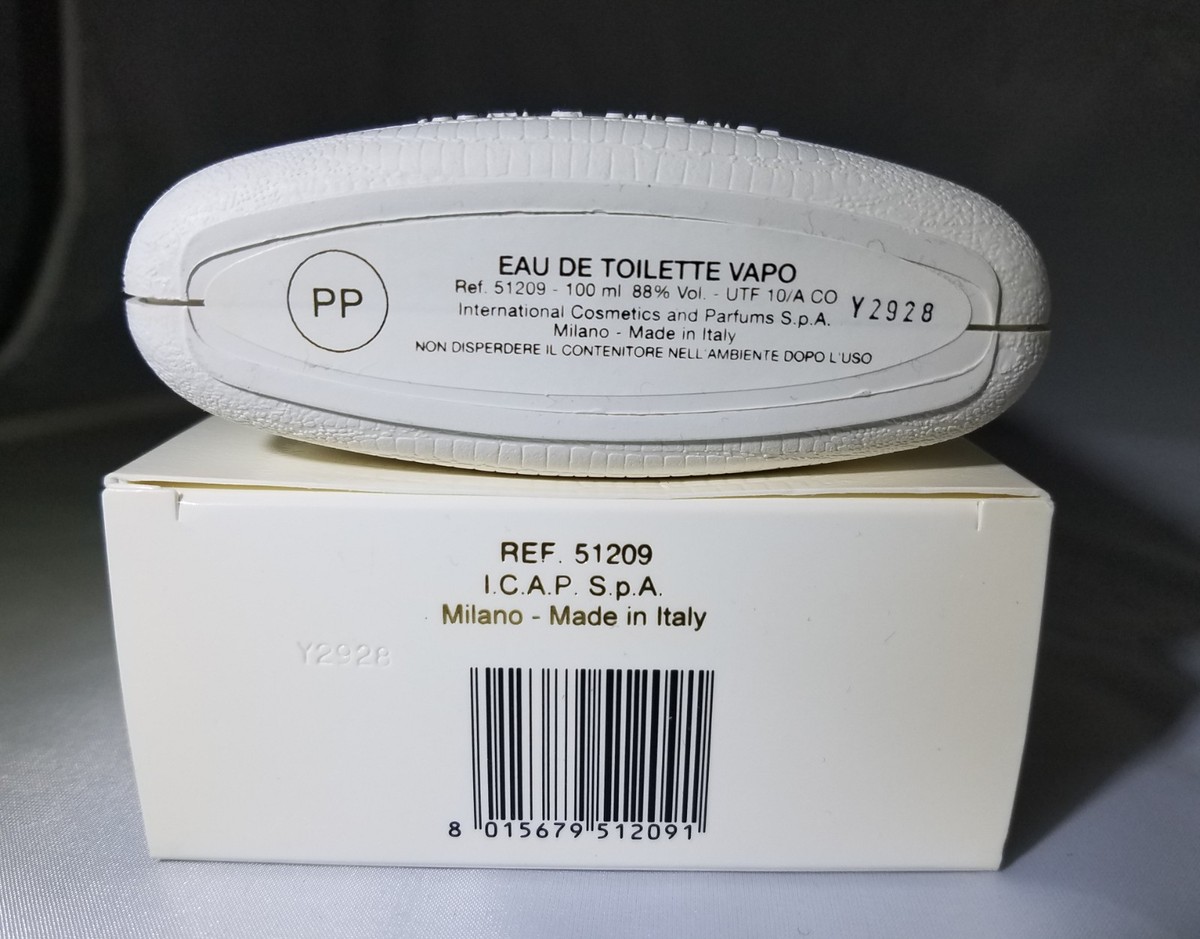 PP
EAU DE TOILETTE VAPO
Ref. 51209 - 100 ml 88% Vol. - UTF 10/A CO
Y2928
International Cosmetics and Parfums S.p.A.
Milano - Made in Italy
NON DISPERDERE IL CONTENITORE NELL'AMBIENTE DOPO L'USO
REF. 51209
I.C.A.P. S.p.A.
Milano - Made in Italy
Y2928
8 015679 512091